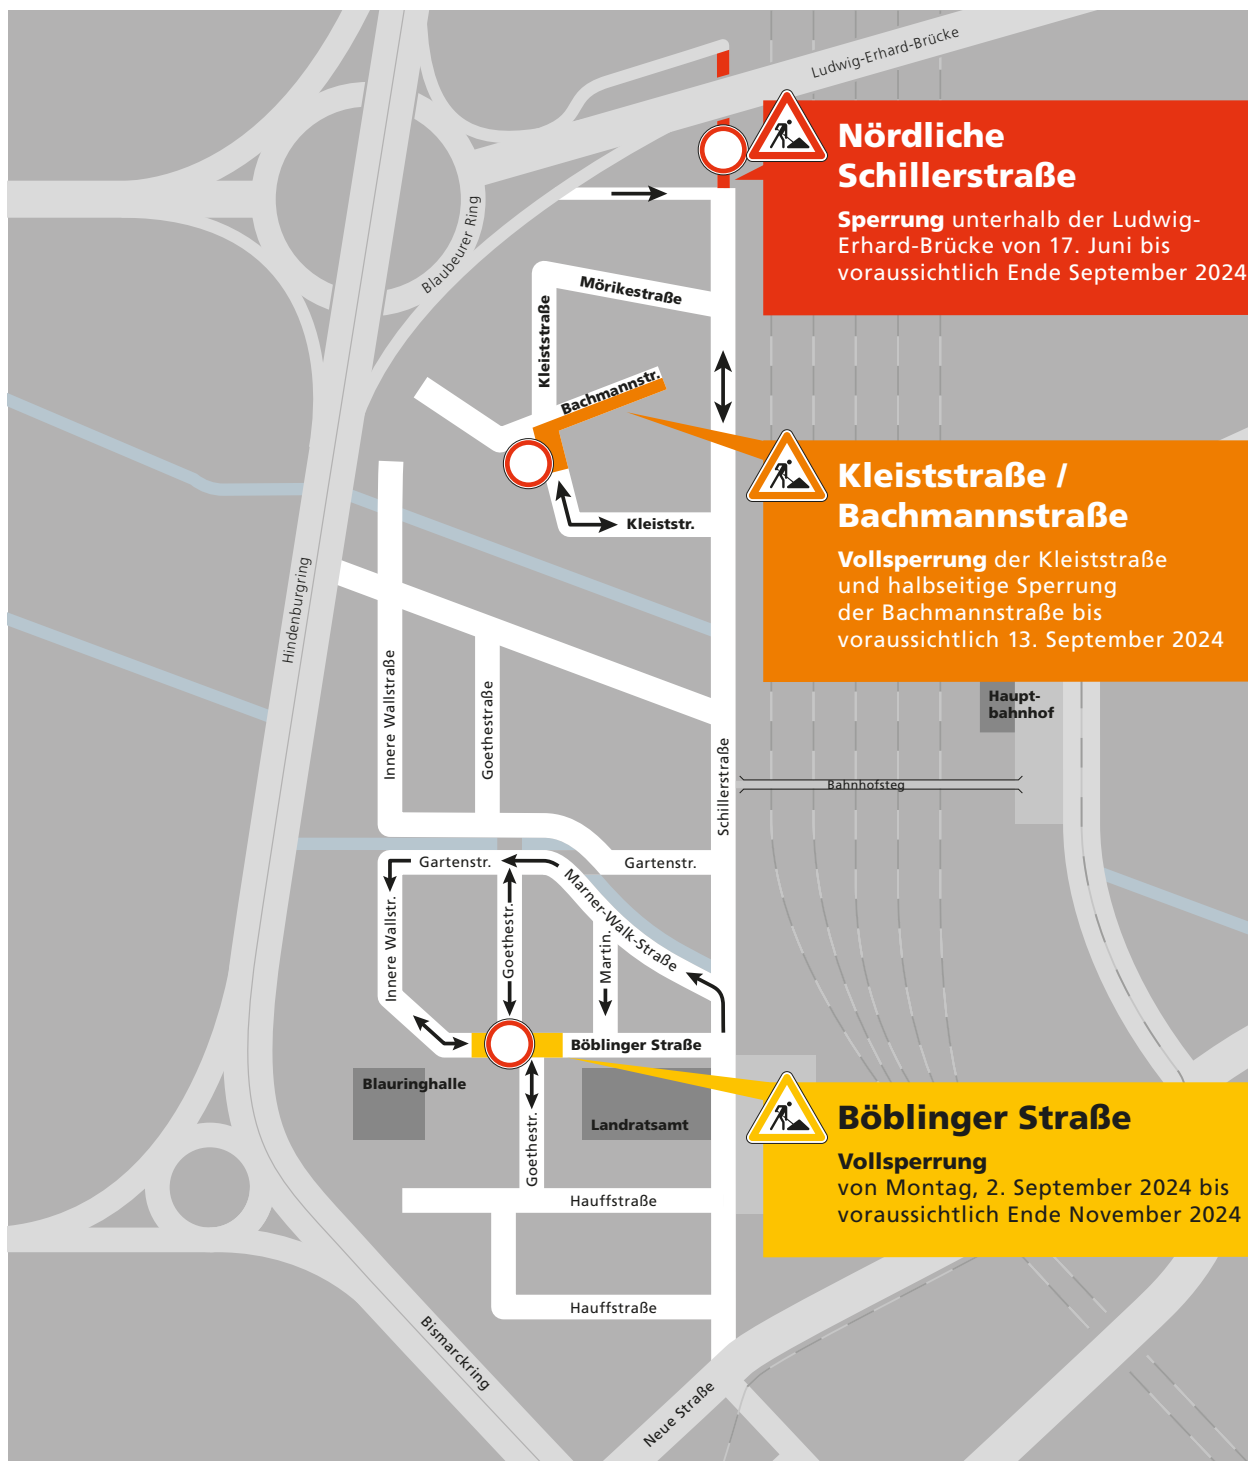 Ludwig-Erhard-Brücke
Nördliche
Schillerstraße
Sperrung unterhalb der Ludwig-
Erhard-Brücke von 17. Juni bis
voraussichtlich Ende September 2024
Blaubeurer Ring
Mörikestraße
Kleiststraße
Bachmannstr.
Kleiststr.
Kleiststraße /
Bachmannstraße
Vollsperrung der Kleiststraße
und halbseitige Sperrung
der Bachmannstraße bis
voraussichtlich 13. September 2024
Hindenburgring
Innere Wallstraße
Goethestraße
Schillerstraße
Haupt-
bahnhof
Bahnhofsteg
Gartenstr.
Gartenstr.
Marner-Walk-Straße
Innere Wallstr.
Goethestr.
Martin.
Böblinger Straße
Blauringhalle
Landratsamt
Goethestr.
Böblinger Straße
Vollsperrung
von Montag, 2. September 2024 bis
voraussichtlich Ende November 2024
Hauffstraße
Hauffstraße
Bismarckring
Neue Straße